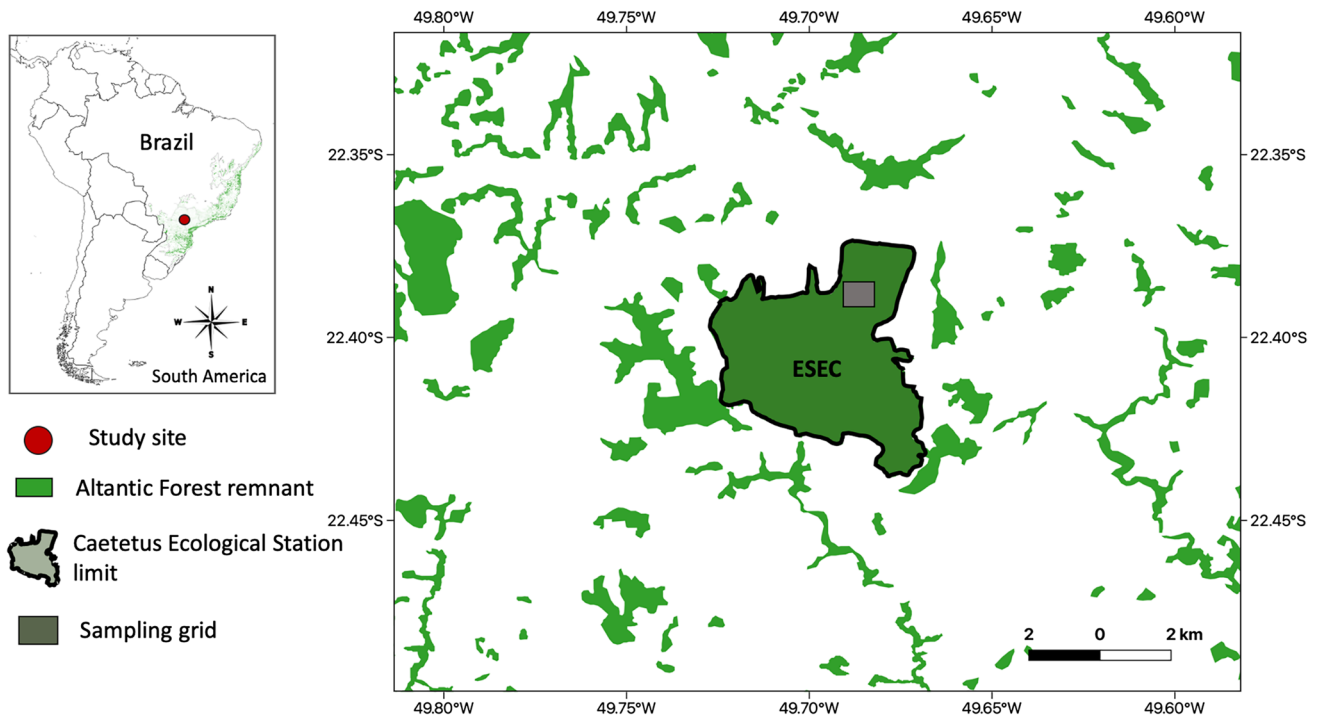 49.80°W 49.75°W 49.70°W 49.65°W 49.60°W
Brazil
N
W E
S
South America
22.35°S 22.35°S
22.40°S 22.40°S
22.45°S 22.45°S
ESEC
Study site
Altantic Forest remnant
Caetetus Ecological Station
limit
Sampling grid
2 0 2 km
49.80°W 49.75°W 49.70°W 49.65°W 49.60°W